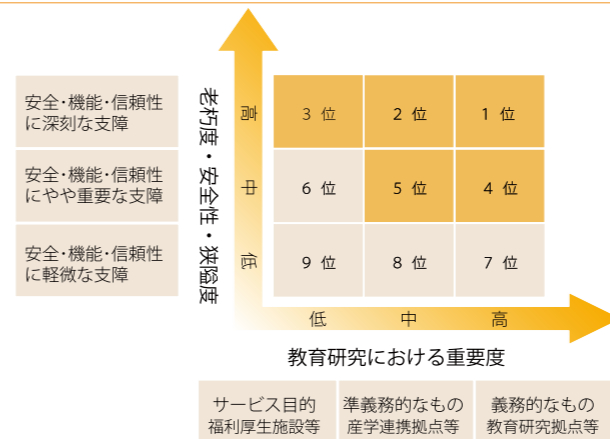 安全・機能・信頼性
に深刻な支障
安全・機能・信頼性
にやや重要な支障
安全・機能・信頼性
に軽微な支障
老朽度・安全性・狭隘度
高
中
低
3 位
2 位
1 位
6 位
5 位
4 位
9 位
8 位
7 位
低
中
高
教育研究における重要度
サービス目的
福利厚生施設等
準義務的なもの
産学連携拠点等
義務的なもの
教育研究拠点等